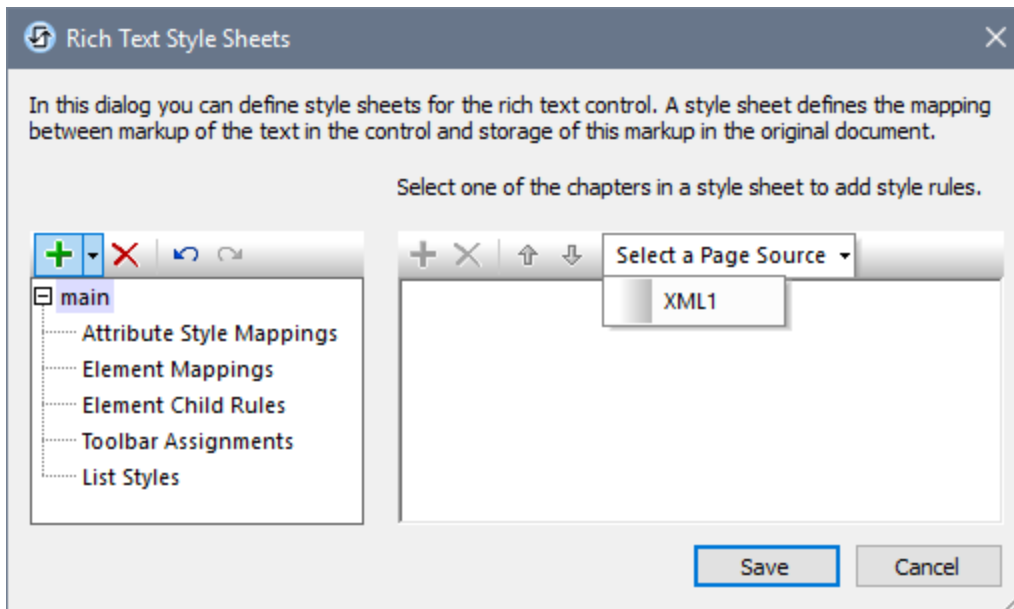 Rich Text Style Sheets
In this dialog you can define style sheets for the rich text control. A style sheet defines the mapping
between markup of the text in the control and storage of this markup in the original document.
Select one of the chapters in a style sheet to add style rules.
Select a Page Source
XML1
main
Attribute Style Mappings
Element Mappings
Element Child Rules
Toolbar Assignments
List Styles
Save
Cancel